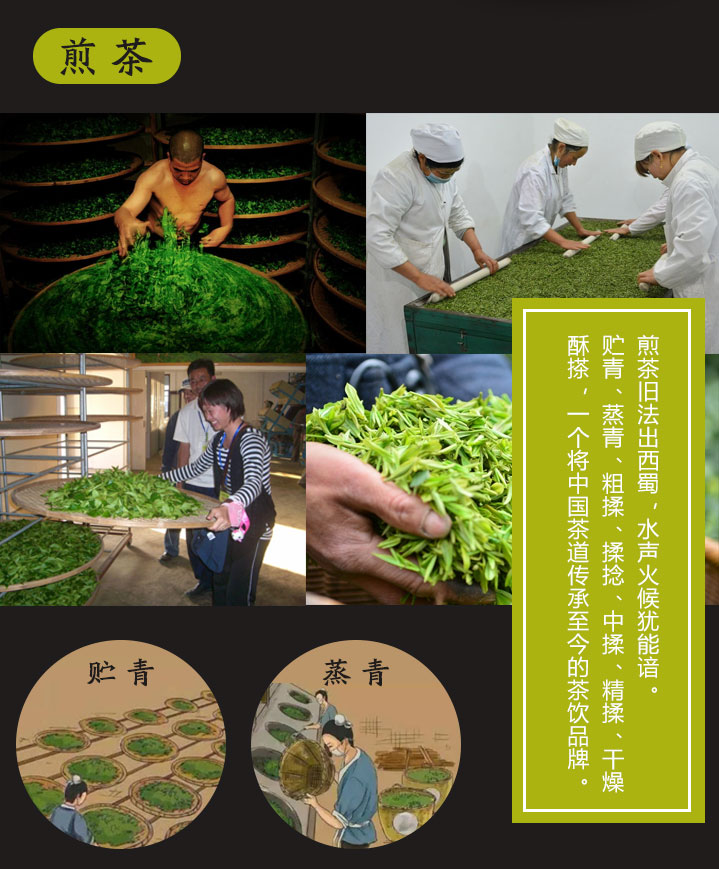 煎茶
煎茶旧法出西蜀,水声火候犹能谙。
贮青、蒸青、粗揉、揉捻、中揉、精揉、干燥
酥搽,一个将中国茶道传承至今的茶饮品牌。
贮青
蒸青